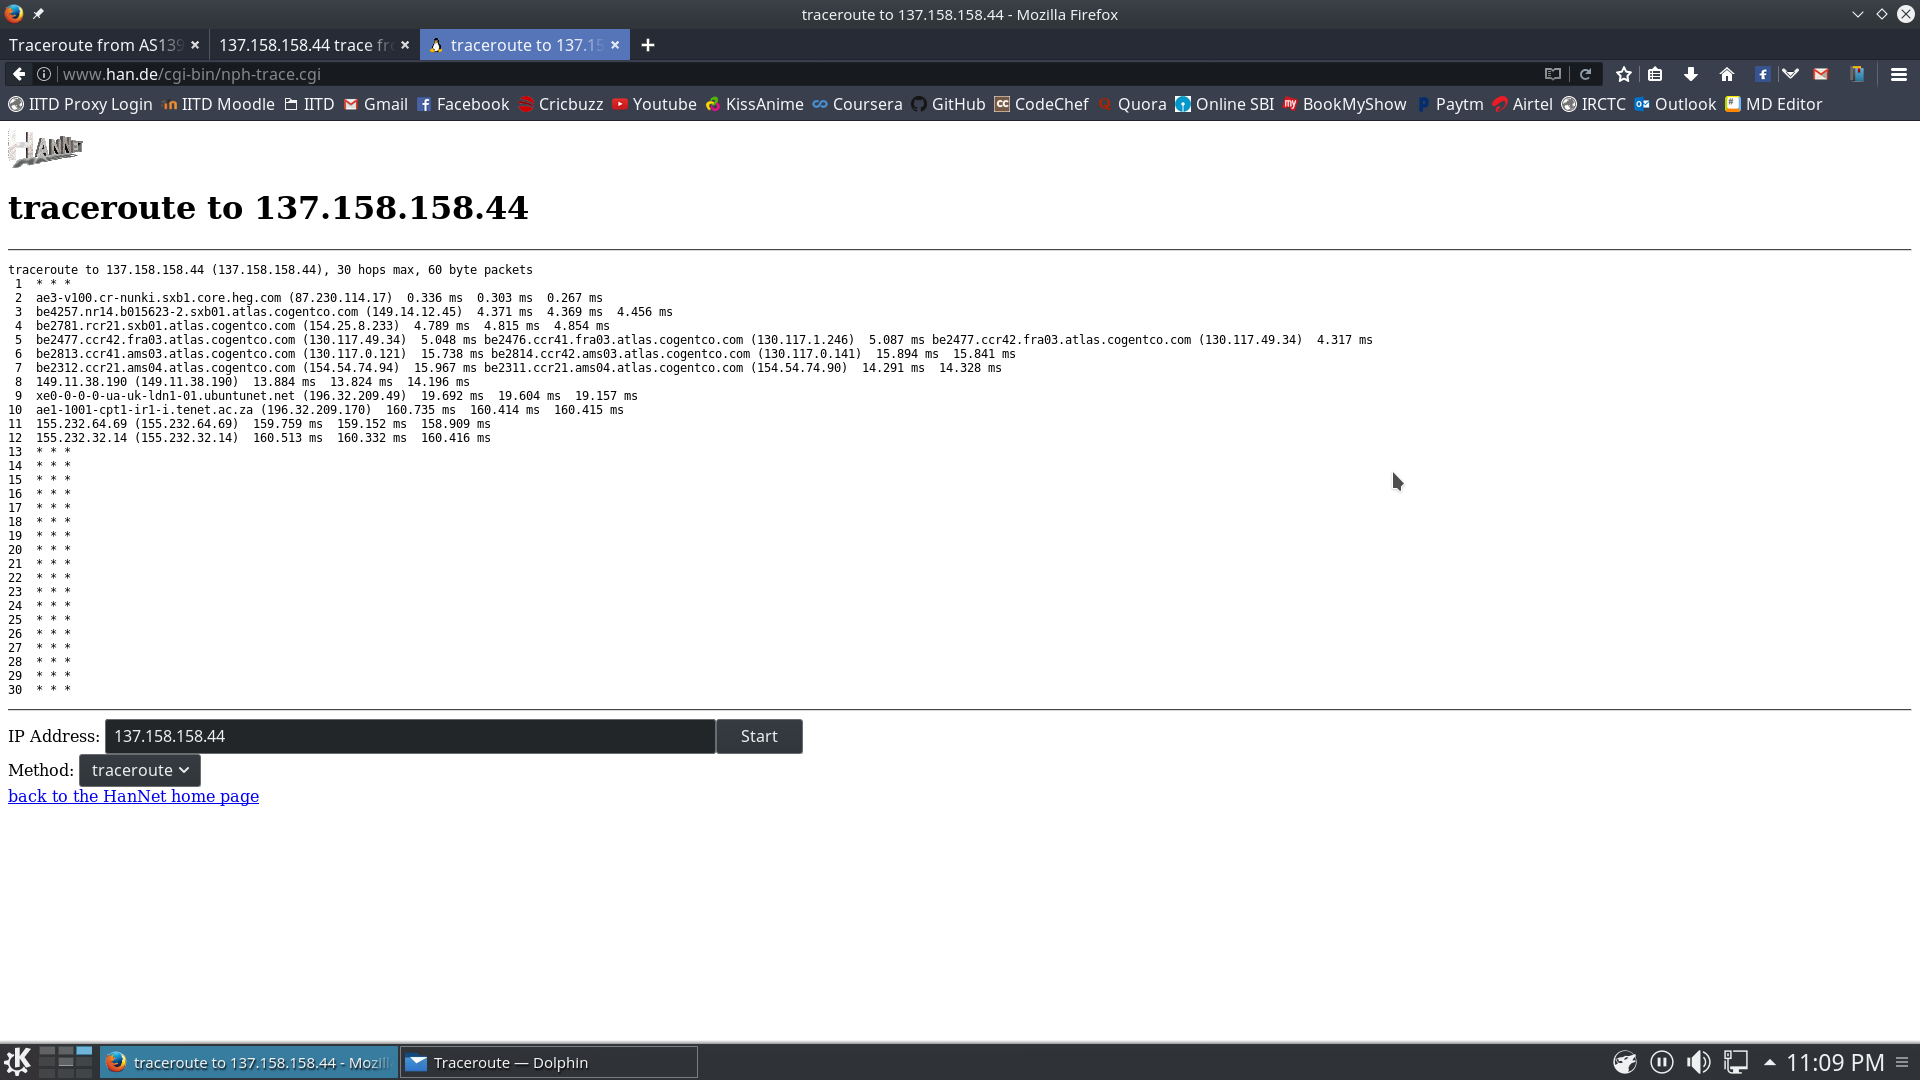 traceroute to 137.158.158.44 - Mozilla Firefox
Traceroute from AS139
137.158.158.44 trace fr
traceroute to 137.15
www.han.de/cgi-bin/nph-trace.cgi
IITD Proxy Login IITD Moodle IITD Gmail Facebook Cricbuzz Youtube KissAnime Coursera GitHub CodeChef Quora Online SBI BookMyShow Paytm Airtel IRCTC Outlook MD Editor
HANNET
traceroute to 137.158.158.44
traceroute to 137.158.158.44 (137.158.158.44), 30 hops max, 60 byte packets
1 * * *
2 ae3-v100.cr-nunki.sxb1.core.heg.com (87.230.114.17) 0.336 ms 0.303 ms 0.267 ms
3 be4257.nr14.b015623-2.sxb01.atlas.cogentco.com (149.14.12.45) 4.371 ms 4.369 ms 4.456 ms
4 be2781.rcr21.sxb01.atlas.cogentco.com (154.25.8.233) 4.789 ms 4.815 ms 4.854 ms
5 be2477.ccr42.fra03.atlas.cogentco.com (130.117.49.34) 5.048 ms be2476.ccr41.fra03.atlas.cogentco.com (130.117.1.246) 5.087 ms be2477.ccr42.fra03.atlas.cogentco.com (130.117.49.34) 4.317 ms
6 be2813.ccr41.ams03.atlas.cogentco.com (130.117.0.121) 15.738 ms be2814.ccr42.ams03.atlas.cogentco.com (130.117.0.141) 15.894 ms 15.841 ms
7 be2312.ccr21.ams04.atlas.cogentco.com (154.54.74.94) 15.967 ms be2311.ccr21.ams04.atlas.cogentco.com (154.54.74.90) 14.291 ms 14.328 ms
8 149.11.38.190 (149.11.38.190) 13.884 ms 13.824 ms 14.196 ms
9 xe0-0-0-0-ua-uk-ldn1-01.ubuntunet.net (196.32.209.49) 19.692 ms 19.604 ms 19.157 ms
10 ae1-1001-cpt1-ir1-i.tenet.ac.za (196.32.209.170) 160.735 ms 160.414 ms 160.415 ms
11 155.232.64.69 (155.232.64.69) 159.759 ms 159.152 ms 158.909 ms
12 155.232.32.14 (155.232.32.14) 160.513 ms 160.332 ms 160.416 ms
13 * * *
14 * * *
15 * * *
16 * * *
17 * * *
18 * * *
19 * * *
20 * * *
21 * * *
22 * * *
23 * * *
24 * * *
25 * * *
26 * * *
27 * * *
28 * * *
29 * * *
30 * * *
IP Address: 137.158.158.44 Start
Method: traceroute
back to the HanNet home page
traceroute to 137.158.158.44 - Mozil
Traceroute — Dolphin
11:09 PM